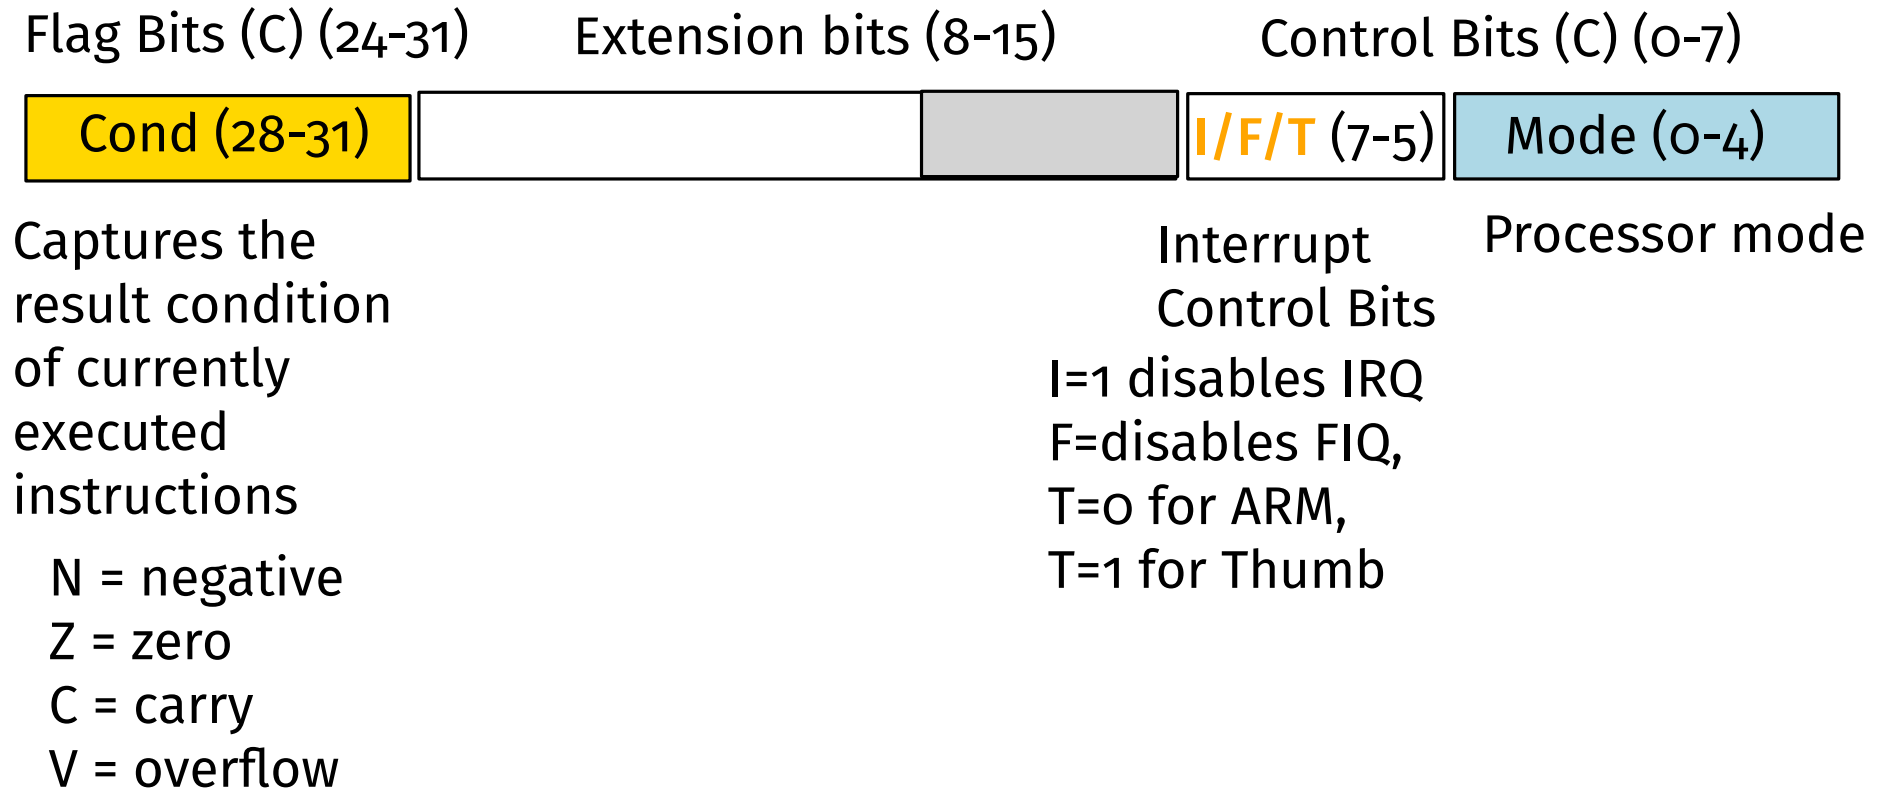 Flag Bits (C) (24-31)
Extension bits (8-15)
Control Bits (C) (0-7)
Cond (28-31)
I/F/T (7-5)
Mode (0-4)
Captures the
result condition
of currently
executed
instructions
N = negative
Z = zero
C = carry
V = overflow
Interrupt
Control Bits
I=1 disables IRQ
F=disables FIQ,
T=0 for ARM,
T=1 for Thumb
Processor mode